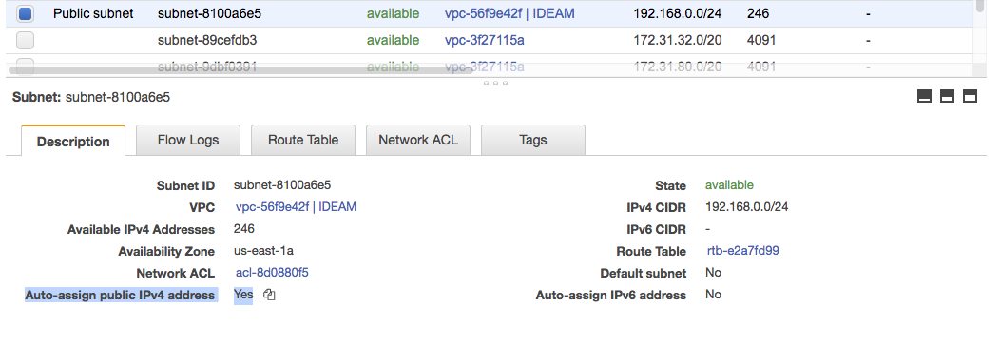 Public subnet subnet-8100a6e5 available vpc-56f9e42f | IDEAM 192.168.0.0/24 246 -
subnet-89cefdb3 available vpc-3f27115a 172.31.32.0/20 4091 -
subnet-9dbf0391 available vpc-3f27115a 172.31.80.0/20 4091 -
Subnet: subnet-8100a6e5
Description Flow Logs Route Table Network ACL Tags
Subnet ID subnet-8100a6e5 State available
VPC vpc-56f9e42f | IDEAM IPv4 CIDR 192.168.0.0/24
Available IPv4 Addresses 246 IPv6 CIDR -
Availability Zone us-east-1a Route Table rtb-e2a7fd99
Network ACL acl-8d0880f5 Default subnet No
Auto-assign public IPv4 address Yes Auto-assign IPv6 address No